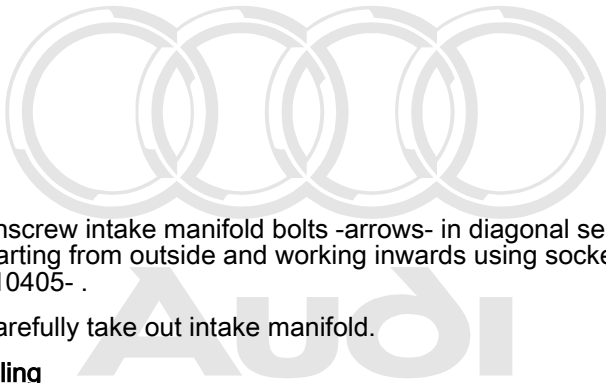 nscrew intake manifold bolts -arrows- in diagonal se
arting from outside and working inwards using socke
10405- .
arefully take out intake manifold.
Audi
ling